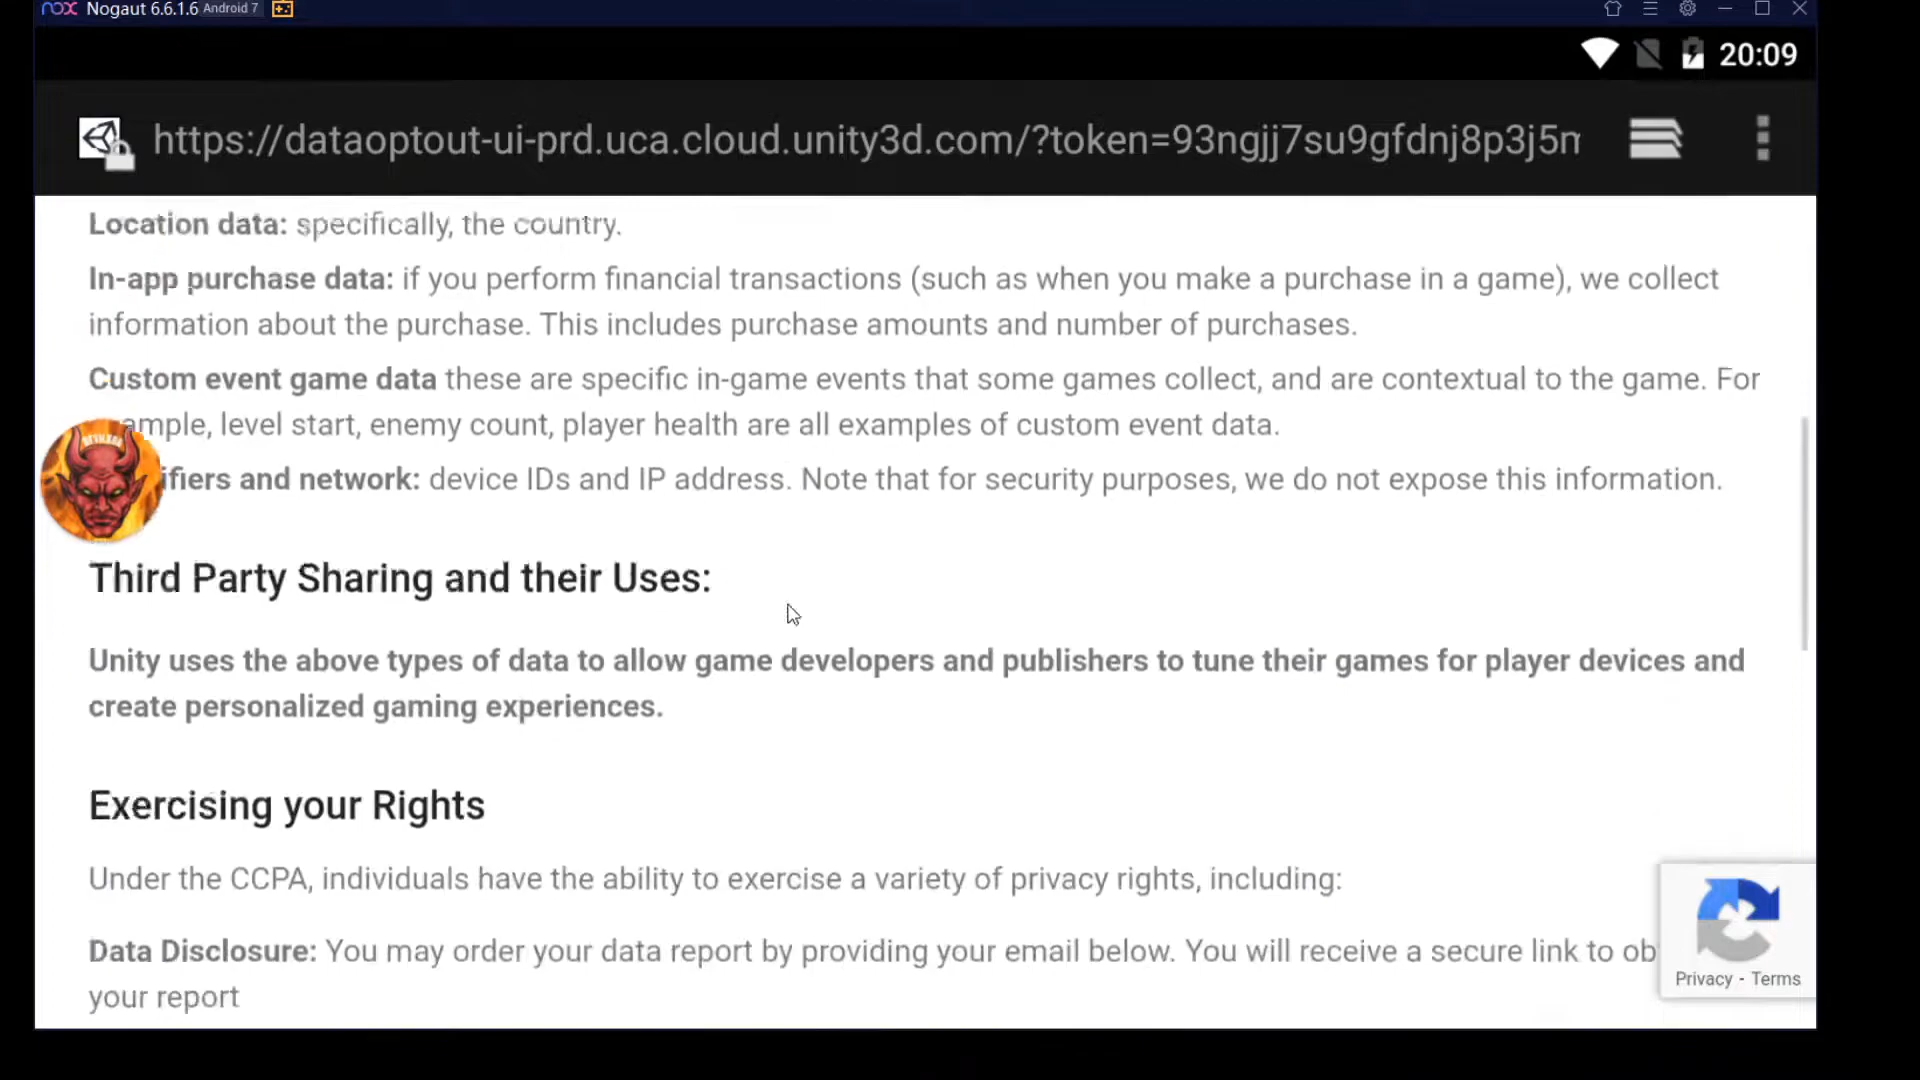 nox Nogaut 6.6.1.6 Android 7
20:09
https://dataoptout-ui-prd.uca.cloud.unity3d.com/?token=93ngjj7su9gfdnj8p3j5m
Location data: specifically, the country.
In-app purchase data: if you perform financial transactions (such as when you make a purchase in a game), we collect
information about the purchase. This includes purchase amounts and number of purchases.
Custom event game data these are specific in-game events that some games collect, and are contextual to the game. For
ample, level start, enemy count, player health are all examples of custom event data.
ifiers and network: device IDs and IP address. Note that for security purposes, we do not expose this information.
Third Party Sharing and their Uses:
Unity uses the above types of data to allow game developers and publishers to tune their games for player devices and
create personalized gaming experiences.
Exercising your Rights
Under the CCPA, individuals have the ability to exercise a variety of privacy rights, including:
Data Disclosure: You may order your data report by providing your email below. You will receive a secure link to ob
your report
Privacy - Terms